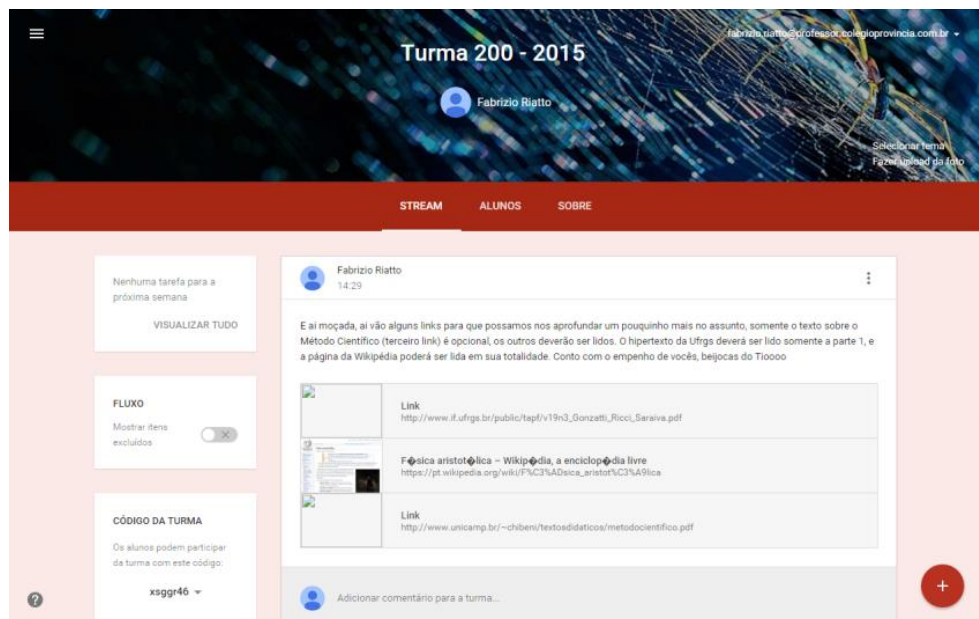 fabrizio.riatto@professor.colegioprovincia.com.br
Turma 200 - 2015
Fabrizio Riatto
Selecionar tema
Fazer upload da foto
STREAM ALUNOS SOBRE
Nenhuma tarefa para a
próxima semana
VISUALIZAR TUDO
FLUXO
Mostrar itens
excluídos
CÓDIGO DA TURMA
Os alunos podem participar
da turma com este código:
xsggr46
Fabrizio Riatto
14:29
E ai moçada, ai vão alguns links para que possamos nos aprofundar um pouquinho mais no assunto, somente o texto sobre o
Método Científico (terceiro link) é opcional, os outros deverão ser lidos. O hipertexto da Ufrgs deverá ser lido somente a parte 1, e
a página da Wikipédia poderá ser lida em sua totalidade. Conto com o empenho de vocês, beijocas do Tioooo
Link
http://www.if.ufrgs.br/public/tapf/v19n3_Gonzatti_Ricci_Saraiva.pdf
F�sica aristot�lica – Wikip�dia, a enciclop�dia livre
https://pt.wikipedia.org/wiki/F%C3%ADsica_aristot%C3%A9lica
Link
http://www.unicamp.br/~chibeni/textosdidaticos/metodocientifico.pdf
Adicionar comentário para a turma...